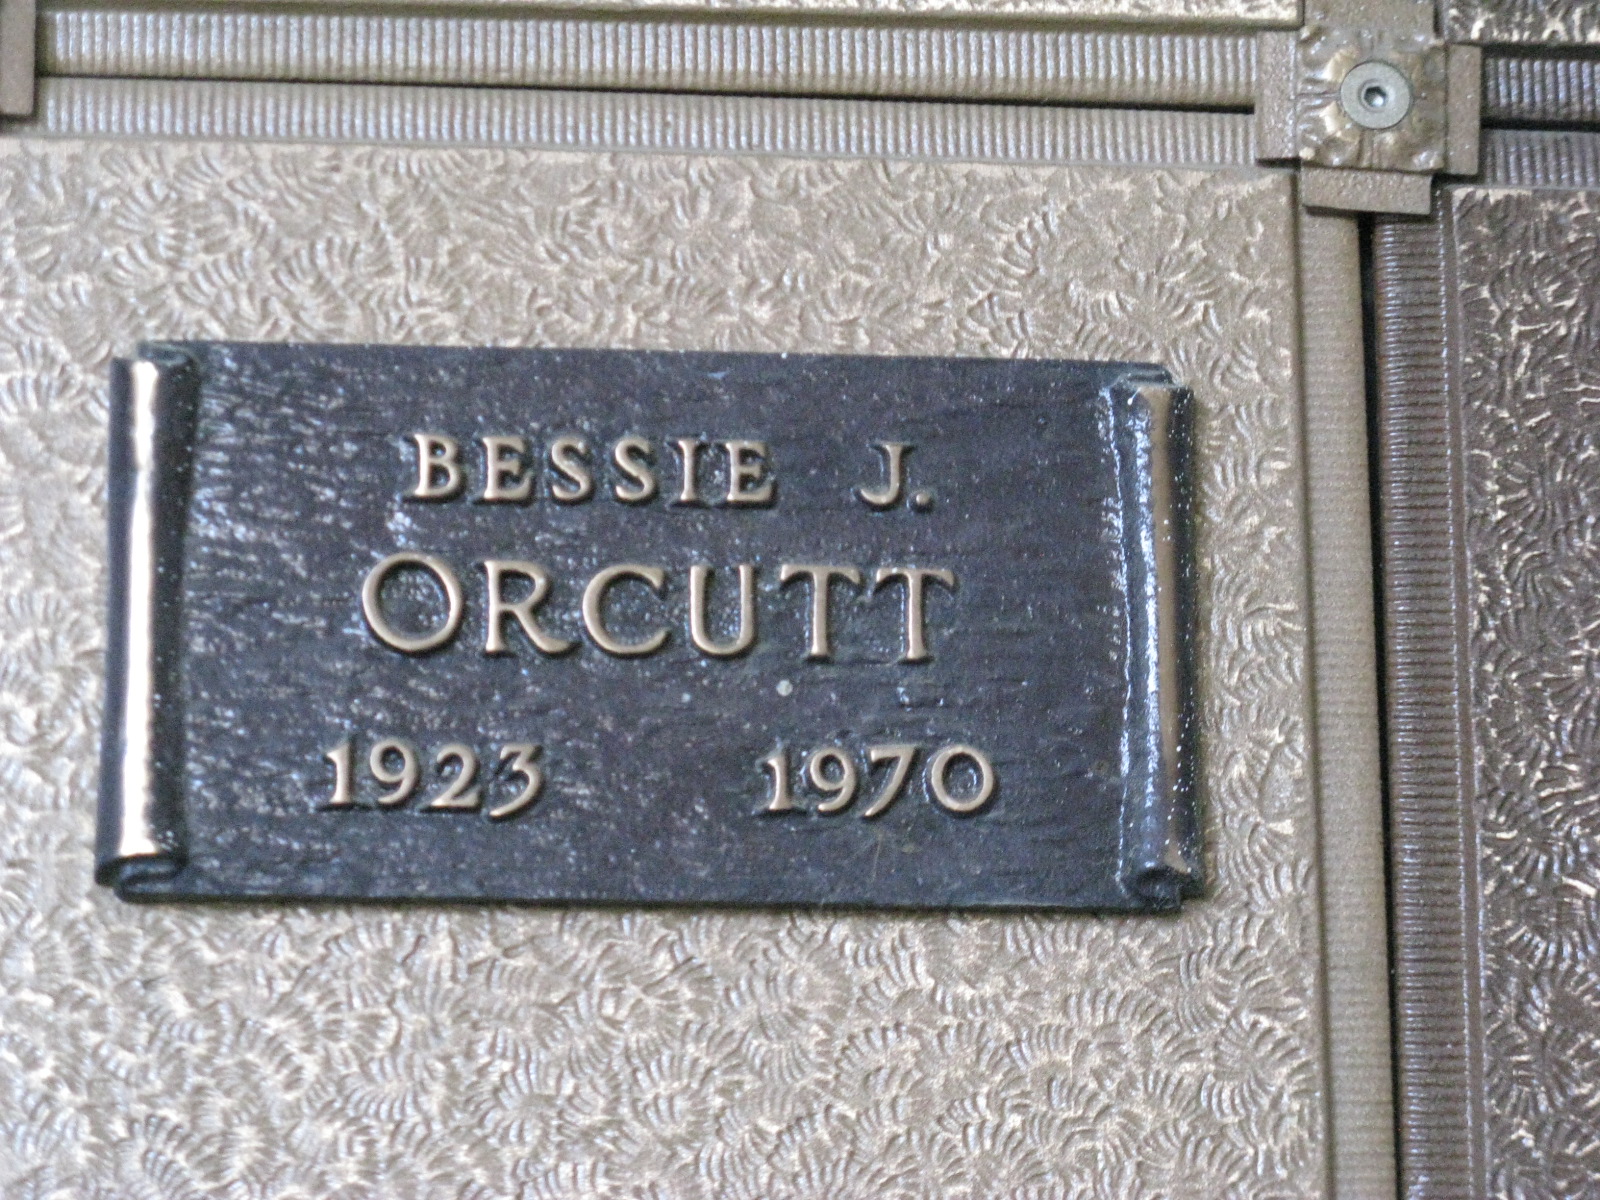 BESSIE J.
ORCUTT
1923 1970